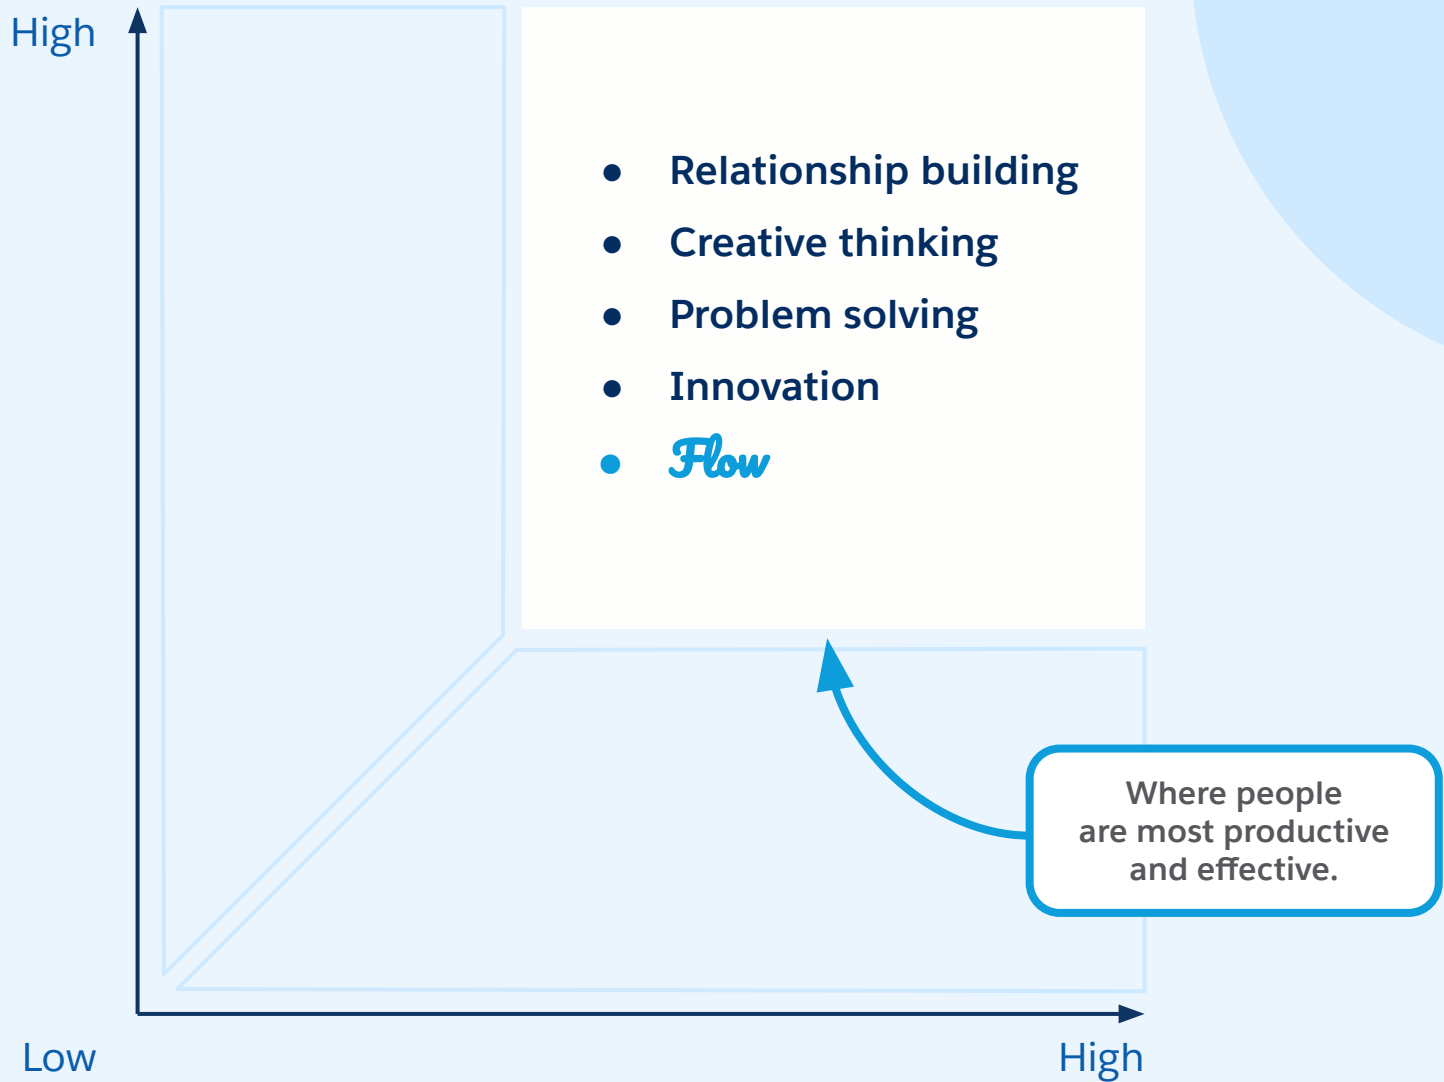 High
● Relationship building
● Creative thinking
● Problem solving
● Innovation
● Flow
Where people
are most productive
and effective.
Low
High